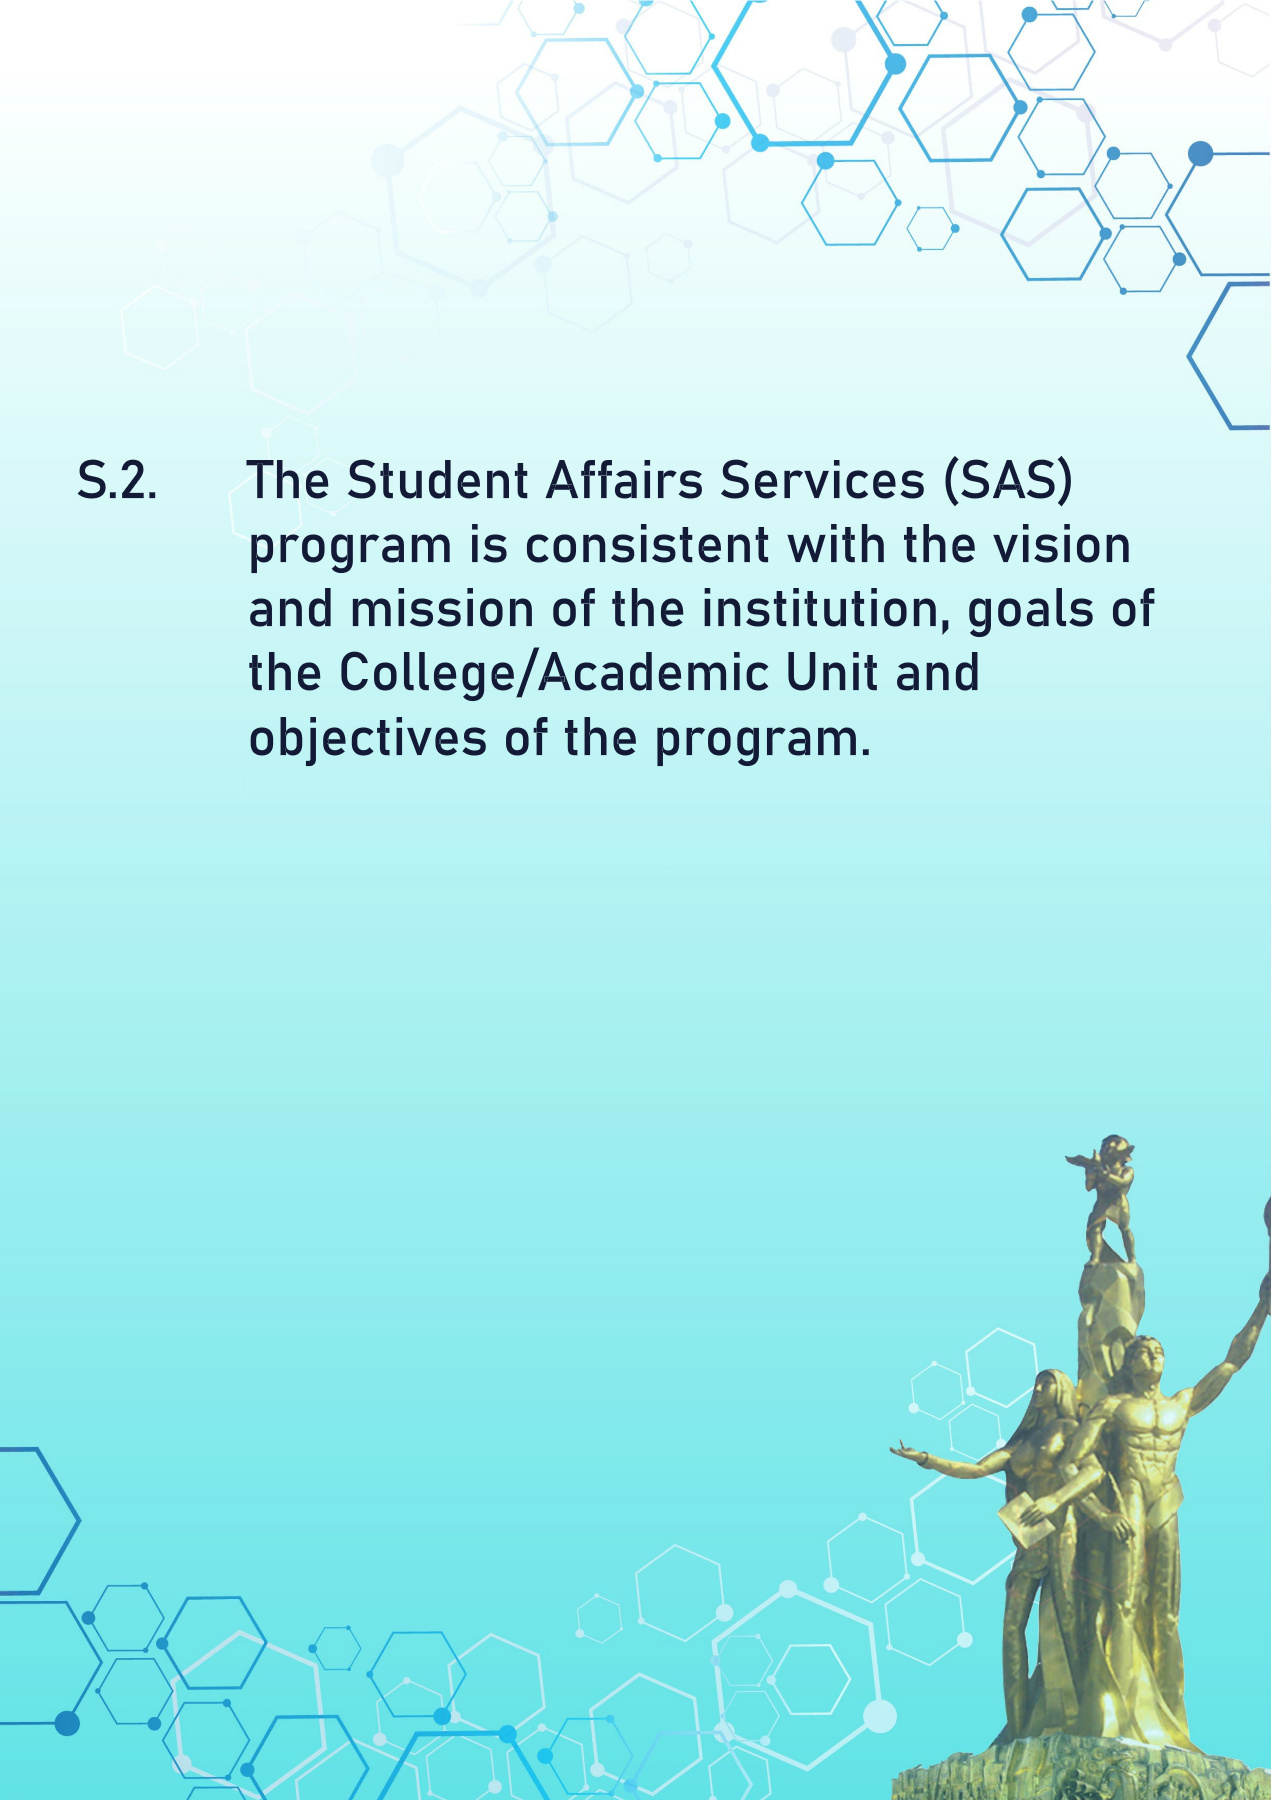 S.2. The Student Affairs Services (SAS)
program is consistent with the vision
and mission of the institution, goals of
the College/Academic Unit and
objectives of the program.